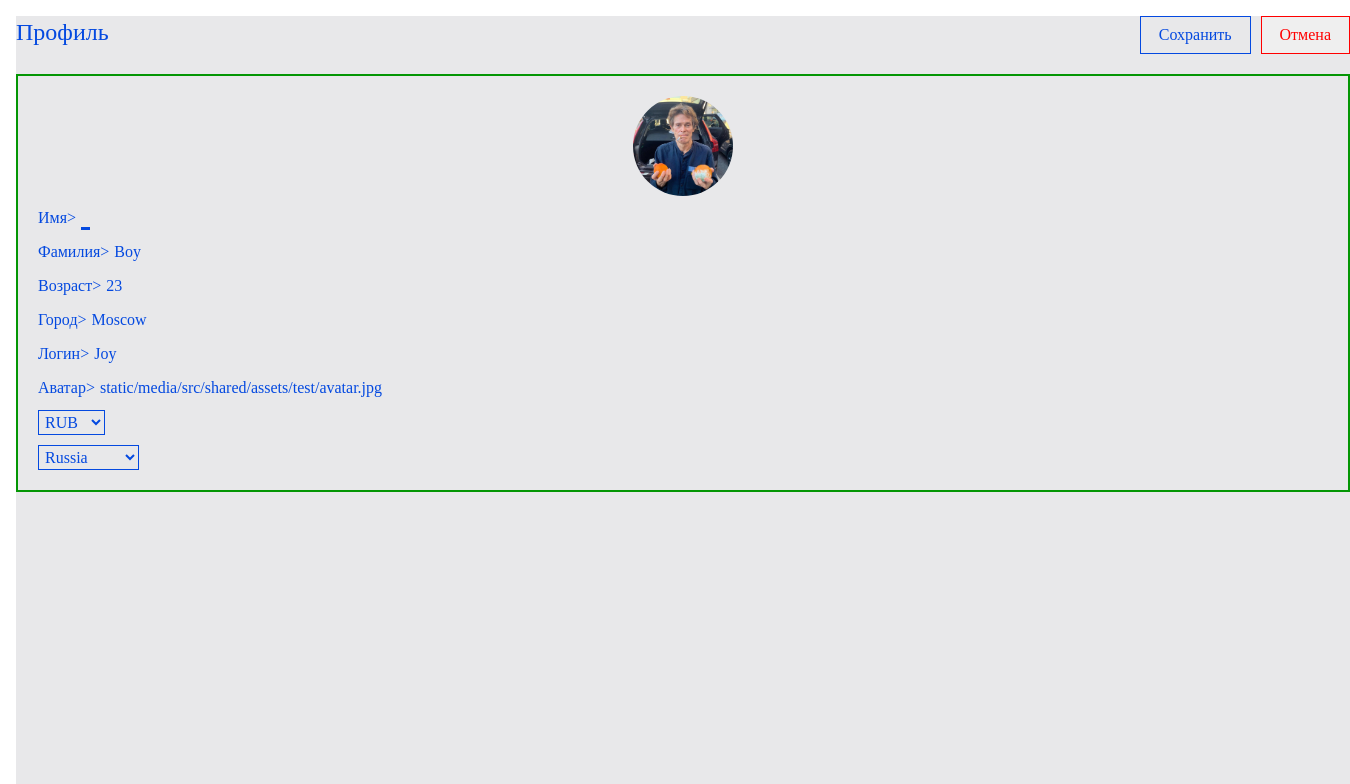 Профиль
Сохранить
Отмена
Имя>
Фамилия> Boy
Возраст> 23
Город> Moscow
Логин> Joy
Аватар> static/media/src/shared/assets/test/avatar.jpg
RUB
Russia